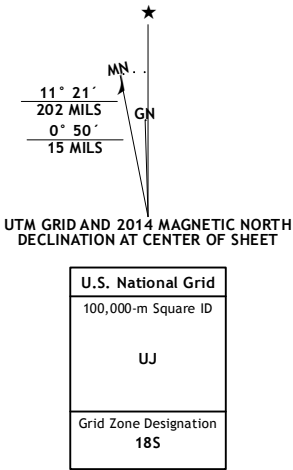 ★
MN
GN
11° 21´
202 MILS
0° 50´
15 MILS
UTM GRID AND 2014 MAGNETIC NORTH
DECLINATION AT CENTER OF SHEET
U.S. National Grid
100,000-m Square ID
UJ
Grid Zone Designation
18S